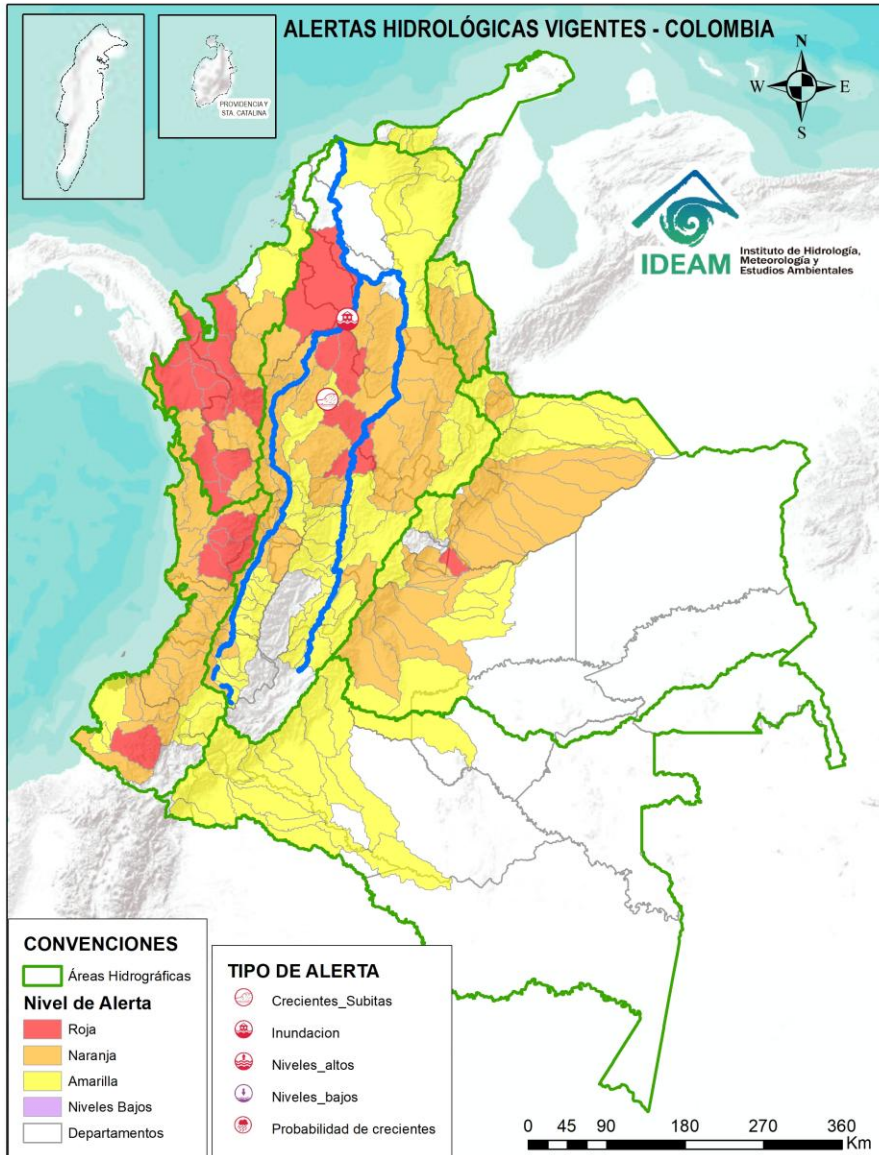 ALERTAS HIDROLÓGICAS VIGENTES - COLOMBIA
PROVIDENCIA Y
STA. CATALINA
N
W
E
S
IDEAM
Instituto de Hidrología,
Meteorología y
Estudios Ambientales
CONVENCIONES
Áreas Hidrográficas
Nivel de Alerta
Roja
Naranja
Amarilla
Niveles Bajos
Departamentos
TIPO DE ALERTA
Crecientes_Subitas
Inundacion
Niveles_altos
Niveles_bajos
Probabilidad de crecientes
0 45 90 180 270 360
Km